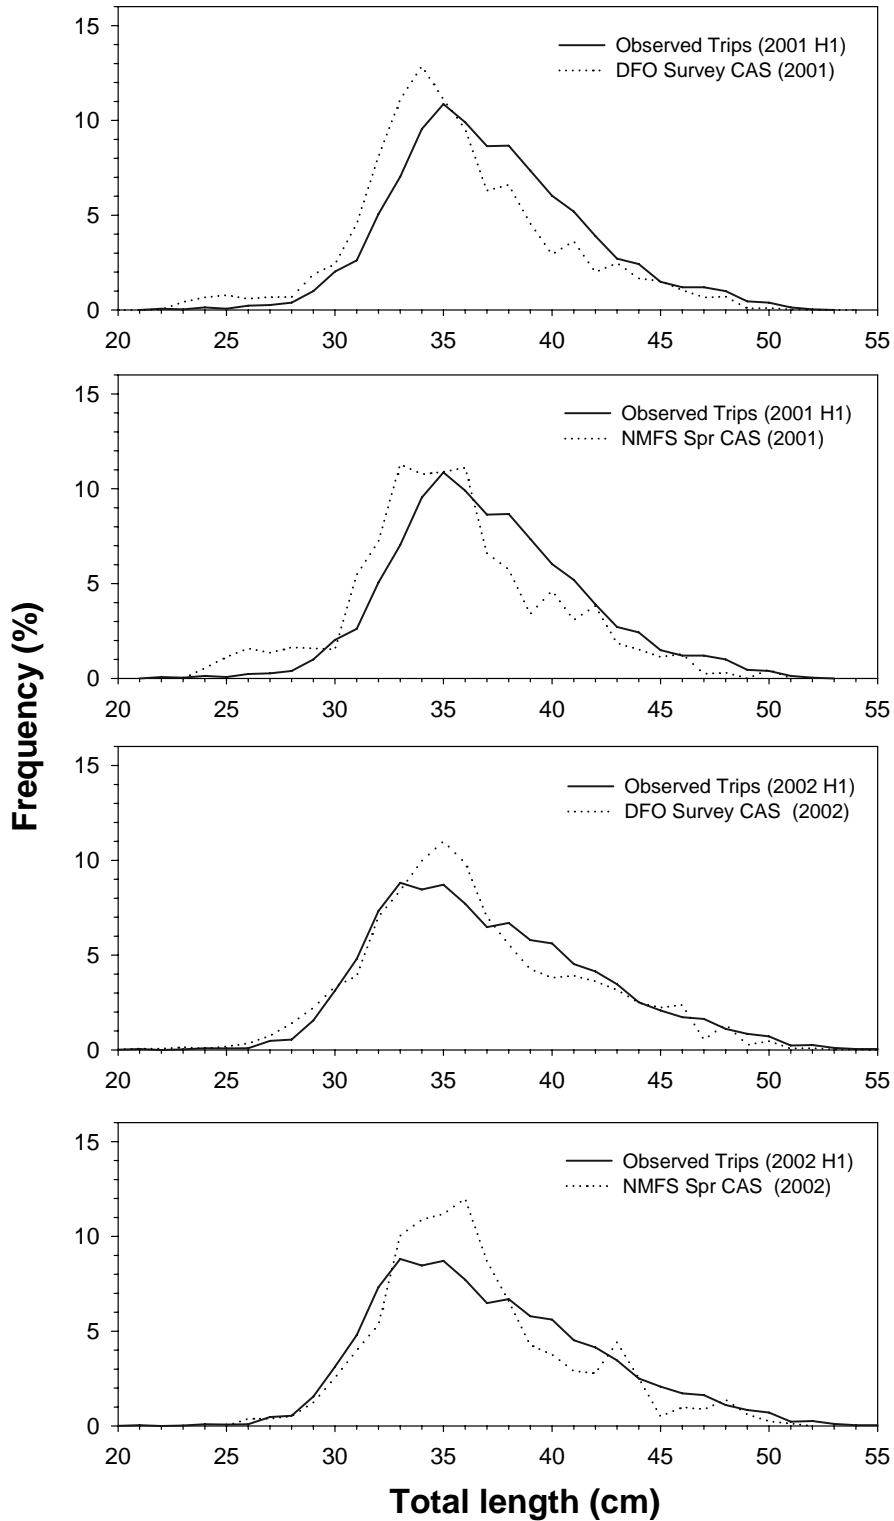 15
10
5
0
Observed Trips (2001 H1)
DFO Survey CAS (2001)
20 25 30 35 40 45 50 55
15
10
5
0
Observed Trips (2001 H1)
NMFS Spr CAS (2001)
20 25 30 35 40 45 50 55
Frequency (%)
15
10
5
0
Observed Trips (2002 H1)
DFO Survey CAS (2002)
20 25 30 35 40 45 50 55
15
10
5
0
Observed Trips (2002 H1)
NMFS Spr CAS (2002)
20 25 30 35 40 45 50 55
Total length (cm)